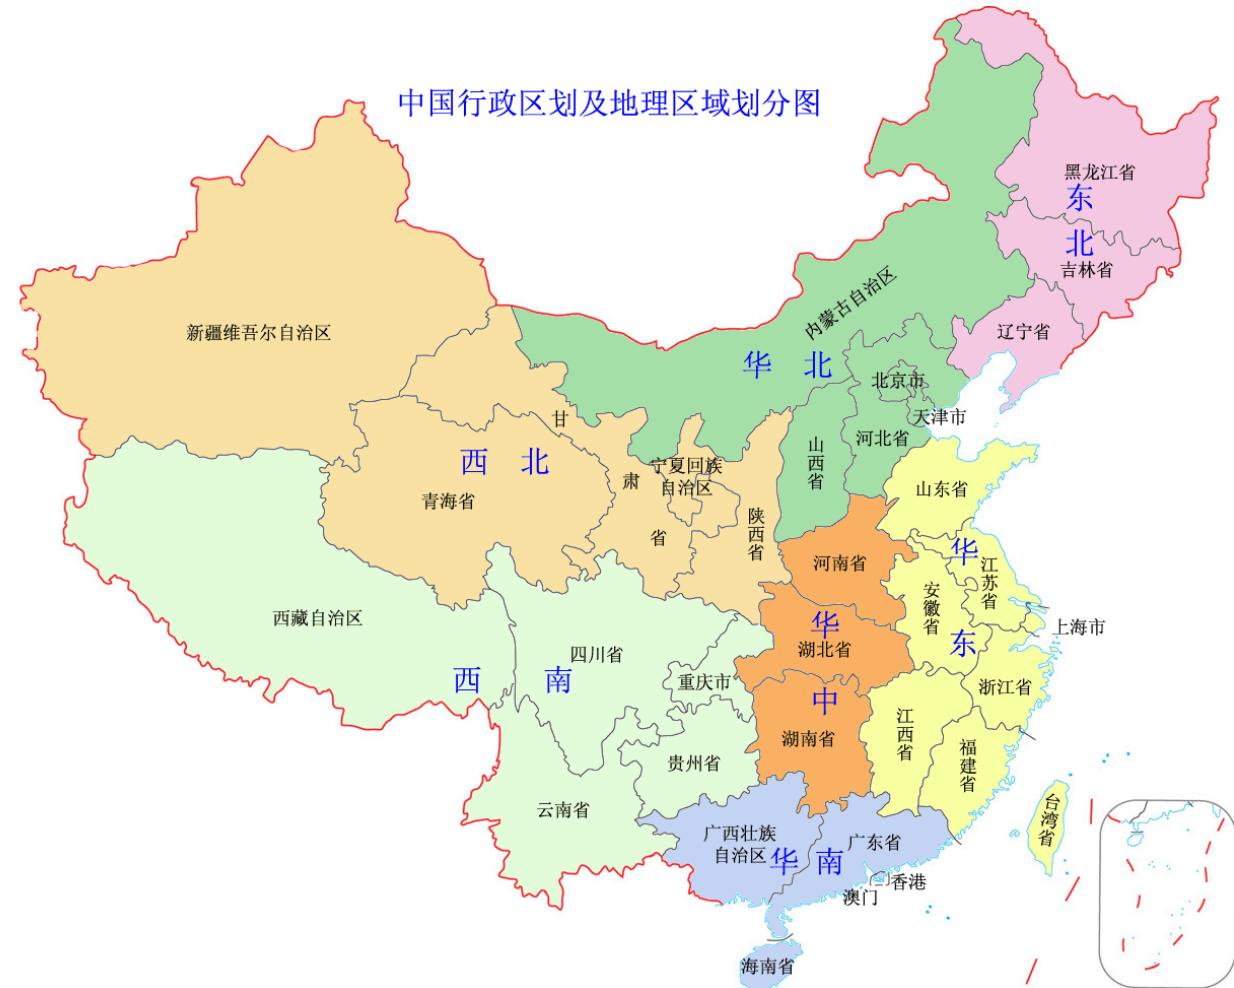 中国行政区划及地理区域划分图
黑龙江省
东
北
吉林省
辽宁省
内蒙古自治区
华北
北京市
天津市
河北省
山西省
新疆维吾尔自治区
甘肃省
西北
青海省
宁夏回族
自治区
陕西省
山东省
华
东
江苏省
安徽省
上海市
浙江省
江西省
福建省
台湾省
河南省
华
湖北省
中
湖南省
西藏自治区
西南
四川省
重庆市
贵州省
云南省
广西壮族
自治区
华南
广东省
香港
澳门
海南省